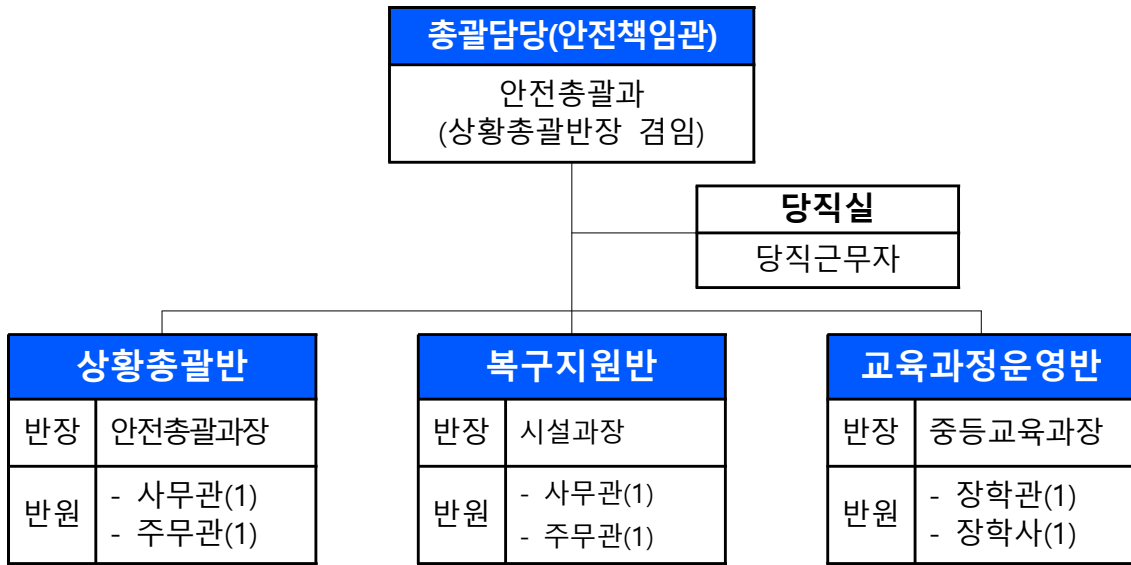 총괄담당(안전책임관)
안전총괄과
(상황총괄반장 겸임)
당직실
당직근무자
상황총괄반
반장 안전총괄과장
반원 - 사무관(1)
- 주무관(1)
복구지원반
반장 시설과장
반원 - 사무관(1)
- 주무관(1)
교육과정운영반
반장 중등교육과장
반원 - 장학관(1)
- 장학사(1)